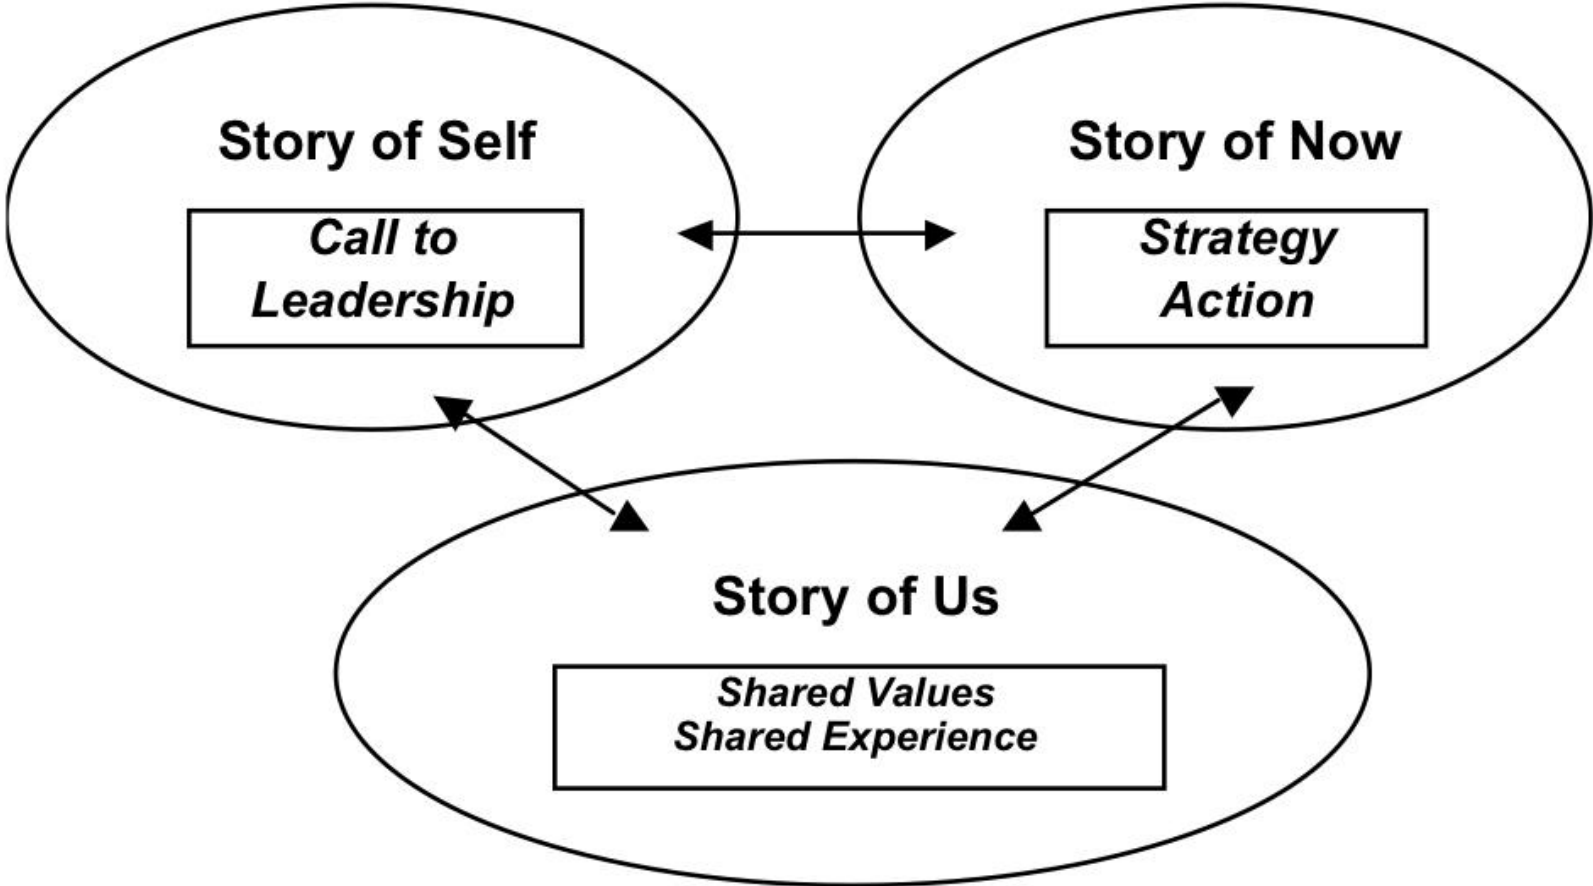 Story of Self
Call to
Leadership
Story of Now
Strategy
Action
Story of Us
Shared Values
Shared Experience